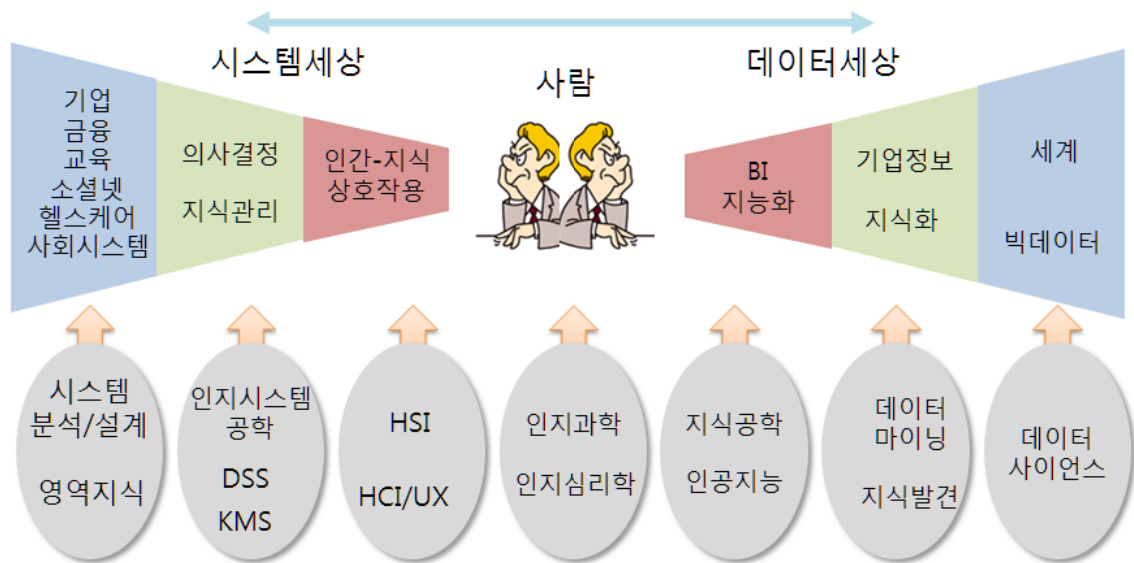 시스템세상
사람
데이터세상
기업
금융
교육
소셜넷
헬스케어
사회시스템
의사결정
지식관리
인간-지식
상호작용
BI
지능화
기업정보
지식화
세계
빅데이터
시스템
분석/설계
영역지식
인지시스템
공학
DSS
KMS
HSI
HCI/UX
인지과학
인지심리학
지식공학
인공지능
데이터
마이닝
지식발견
데이터
사이언스